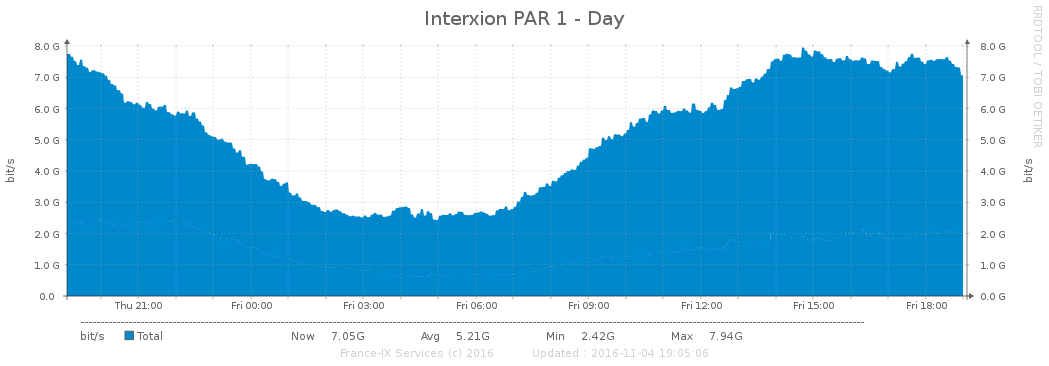 Interxion PAR 1 - Day
RRDTOOL / TOBI OETIKER
bit/s
bit/s
8.0 G 8.0 G
7.0 G 7.0 G
6.0 G 6.0 G
5.0 G 5.0 G
4.0 G 4.0 G
3.0 G 3.0 G
2.0 G 2.0 G
1.0 G 1.0 G
0.0 0.0 G
Thu 21:00 Fri 00:00 Fri 03:00 Fri 06:00 Fri 09:00 Fri 12:00 Fri 15:00 Fri 18:00
bit/s Total Now 7.05G Avg 5.21G Min 2.42G Max 7.94G
France-IX Services (c) 2016 Updated : 2016-11-04 19:05:06